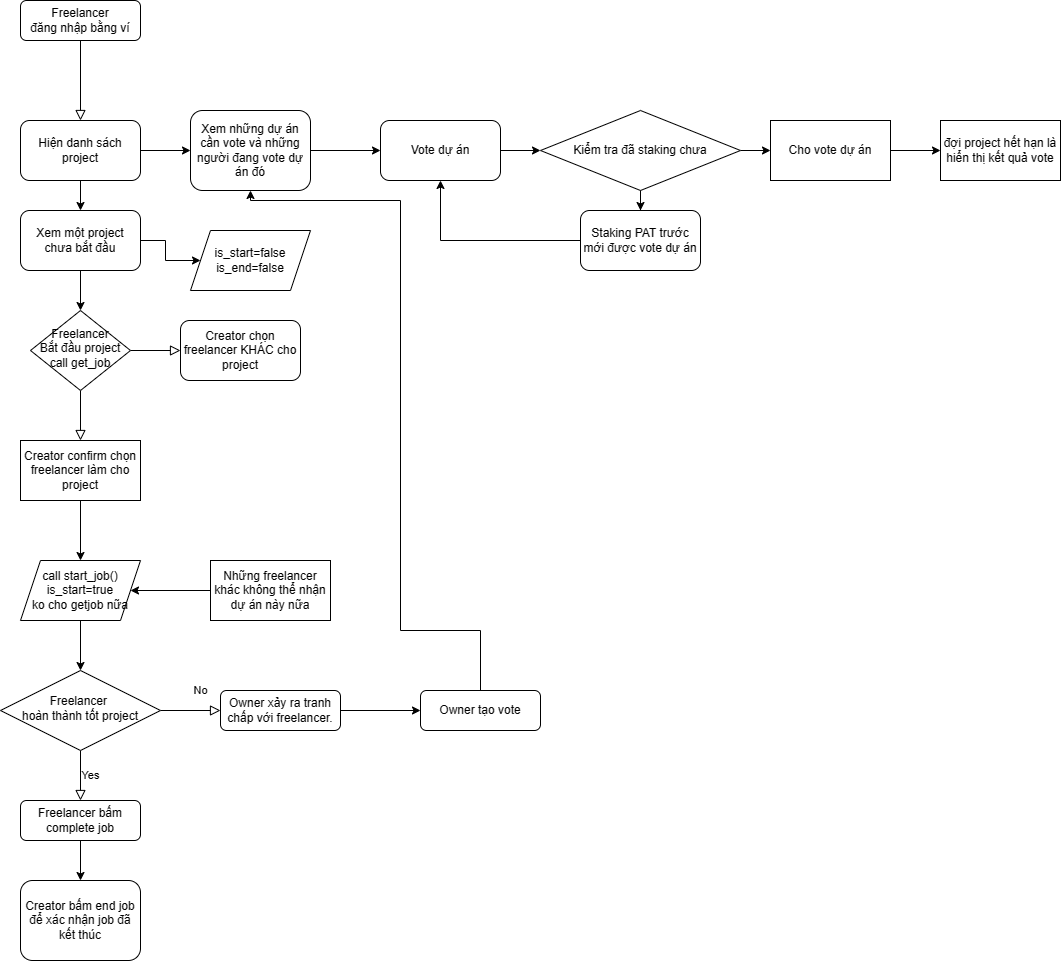 Freelancer
đăng nhập bằng ví
Hiện danh sách
project
Xem những dự án
cần vote và những
người đang vote dự
án đó
Vote dự án
Kiểm tra đã staking chưa
Cho vote dự án
đợi project hết hạn là
hiển thị kết quả vote
Staking PAT trước
mới được vote dự án
Xem một project
chưa bắt đầu
is_start=false
is_end=false
Freelancer
Bắt đầu project
call get_job
Creator chọn
freelancer KHÁC cho
project
Creator confirm chọn
freelancer làm cho
project
call start_job()
is_start=true
ko cho getjob nữa
Những freelancer
khác không thể nhận
dự án này nữa
Freelancer
hoàn thành tốt project
No
Owner xảy ra tranh
chấp với freelancer.
Owner tạo vote
Yes
Freelancer bấm
complete job
Creator bấm end job
để xác nhận job đã
kết thúc